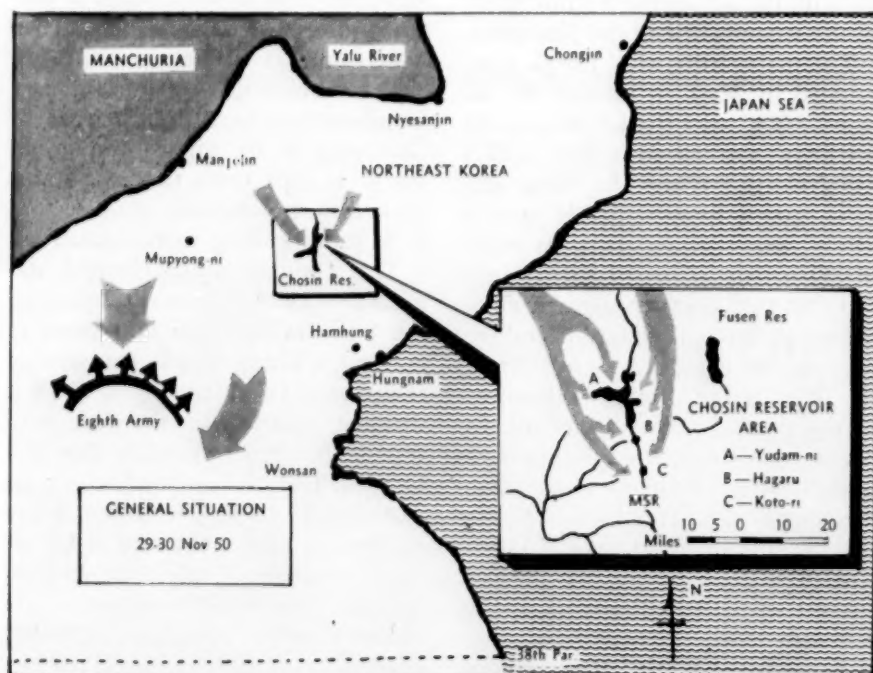 MANCHURIA
Yalu River
Chongjin
JAPAN SEA
Nyesanjin
NORTHEAST KOREA
Mupyong-ni
Chosin Res.
Hamhung
Hungnam
Eighth Army
Wonsan
GENERAL SITUATION
29-30 Nov 50
Fusen Res
A
B
C
MSR
CHOSIN RESERVOIR
AREA
A — Yudam-ni
B — Hagaru
C — Koto-ri
10 5 0 10 20
Miles
N
38th Par